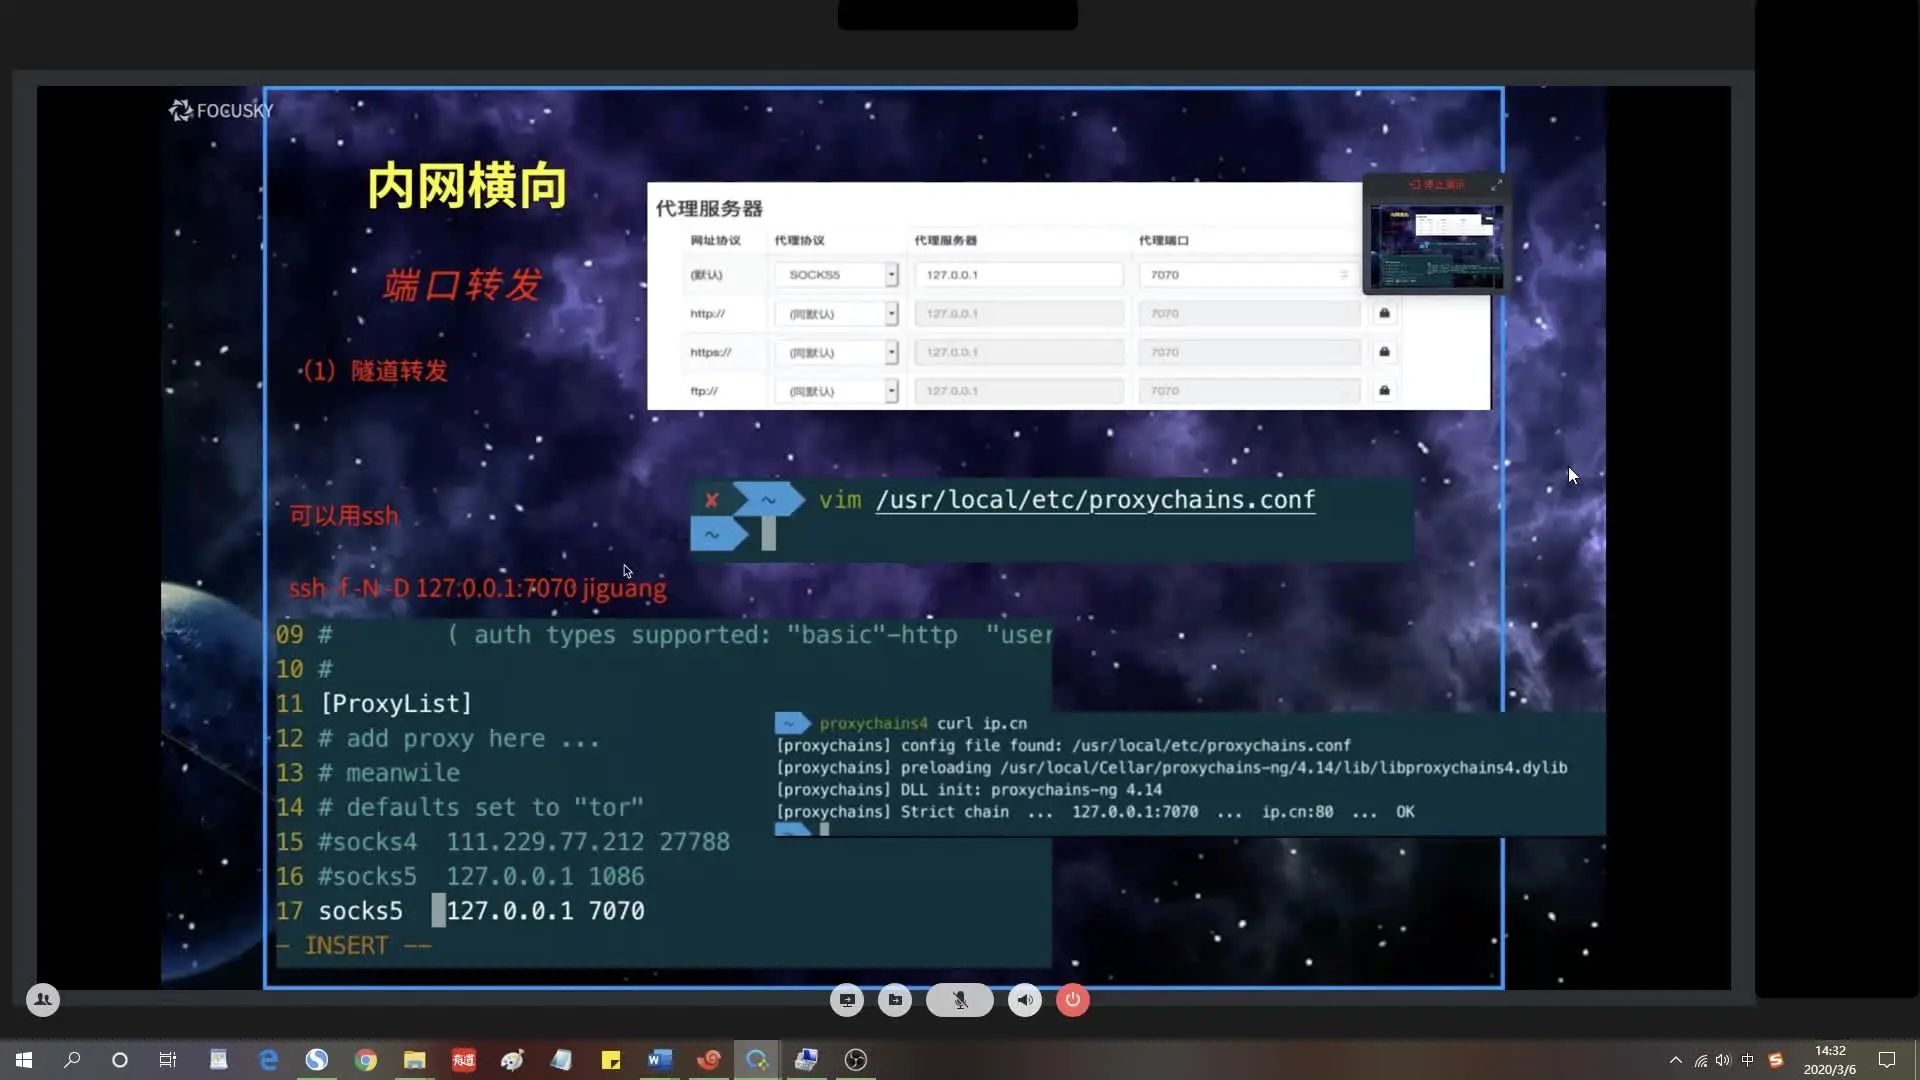 FOCUSKY
内网横向
端口转发
（1）隧道转发
代理服务器
网址协议 代理协议 代理服务器 代理端口
(默认) SOCKS5 127.0.0.1 7070
http:// (同默认) 127.0.0.1 7070
https:// (同默认) 127.0.0.1 7070
ftp:// (同默认) 127.0.0.1 7070
停止演示
可以用ssh
ssh -f -N -D 127.0.0.1:7070 jiguang
✘ ~ vim /usr/local/etc/proxychains.conf
~
09 # ( auth types supported: "basic"-http "user
10 #
11 [ProxyList]
12 # add proxy here ...
13 # meanwile
14 # defaults set to "tor"
15 #socks4 111.229.77.212 27788
16 #socks5 127.0.0.1 1086
17 socks5 127.0.0.1 7070
— INSERT —
~ proxychains4 curl ip.cn
[proxychains] config file found: /usr/local/etc/proxychains.conf
[proxychains] preloading /usr/local/Cellar/proxychains-ng/4.14/lib/libproxychains4.dylib
[proxychains] DLL init: proxychains-ng 4.14
[proxychains] Strict chain ... 127.0.0.1:7070 ... ip.cn:80 ... OK
有道
中
14:32
2020/3/6